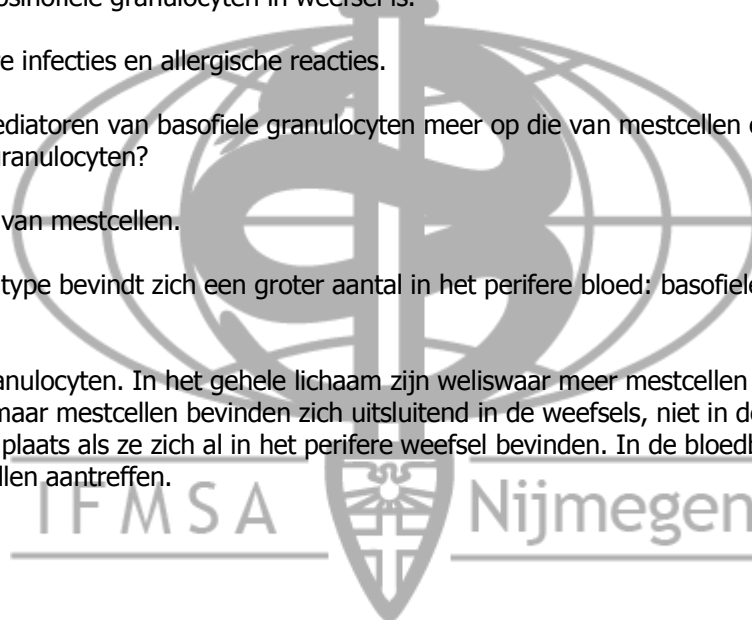 osinofiele granulocyten in weefsel is.
e infecties en allergische reacties.
ediatoren van basofiele granulocyten meer op die van mestcellen
granulocyten?
van mestcellen.
type bevindt zich een groter aantal in het perifere bloed: basofiele
anulocyten. In het gehele lichaam zijn weliswaar meer mestcellen
maar mestcellen bevinden zich uitsluitend in de weefsels, niet in de
plaats als ze zich al in het perifere weefsel bevinden. In de bloedb
llen aantreffen.
IFMSA Nijmegen